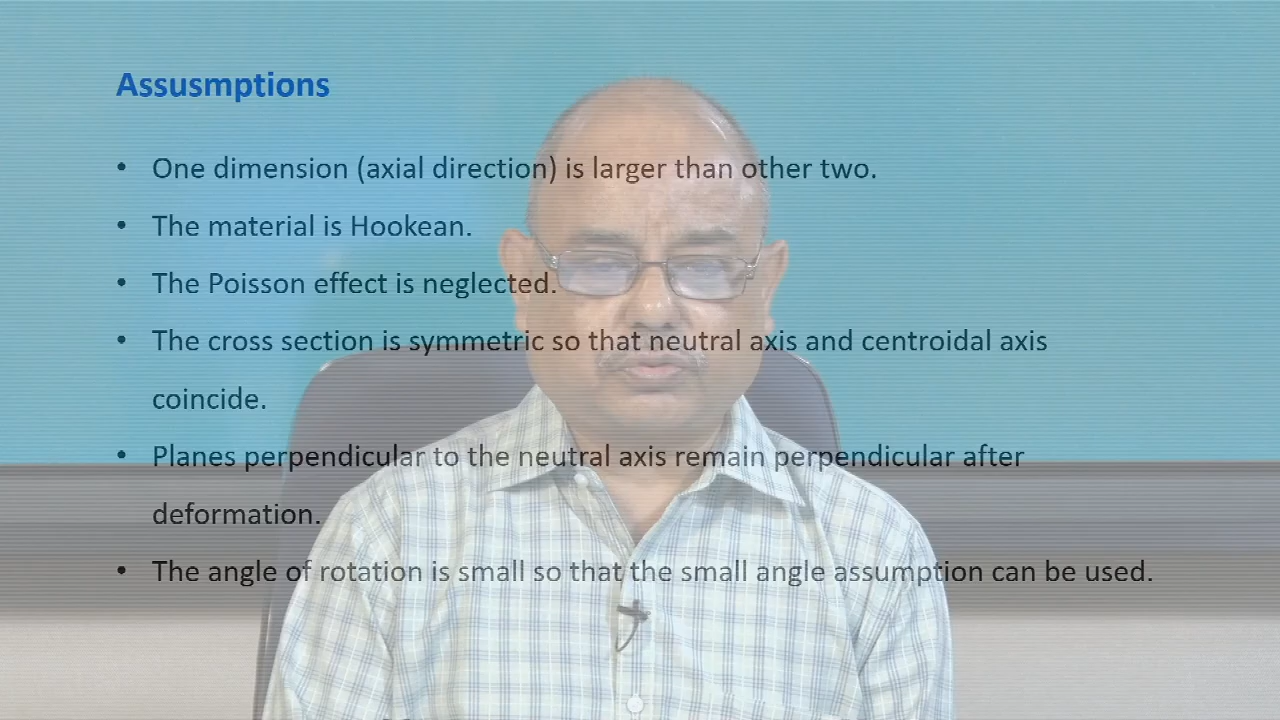 Assusmptions
• One dimension (axial direction) is larger than other two.
• The material is Hookean.
• The Poisson effect is neglected.
• The cross section is symmetric so that neutral axis and centroidal axis
coincide.
• Planes perpendicular to the neutral axis remain perpendicular after
deformation.
• The angle of rotation is small so that the small angle assumption can be used.